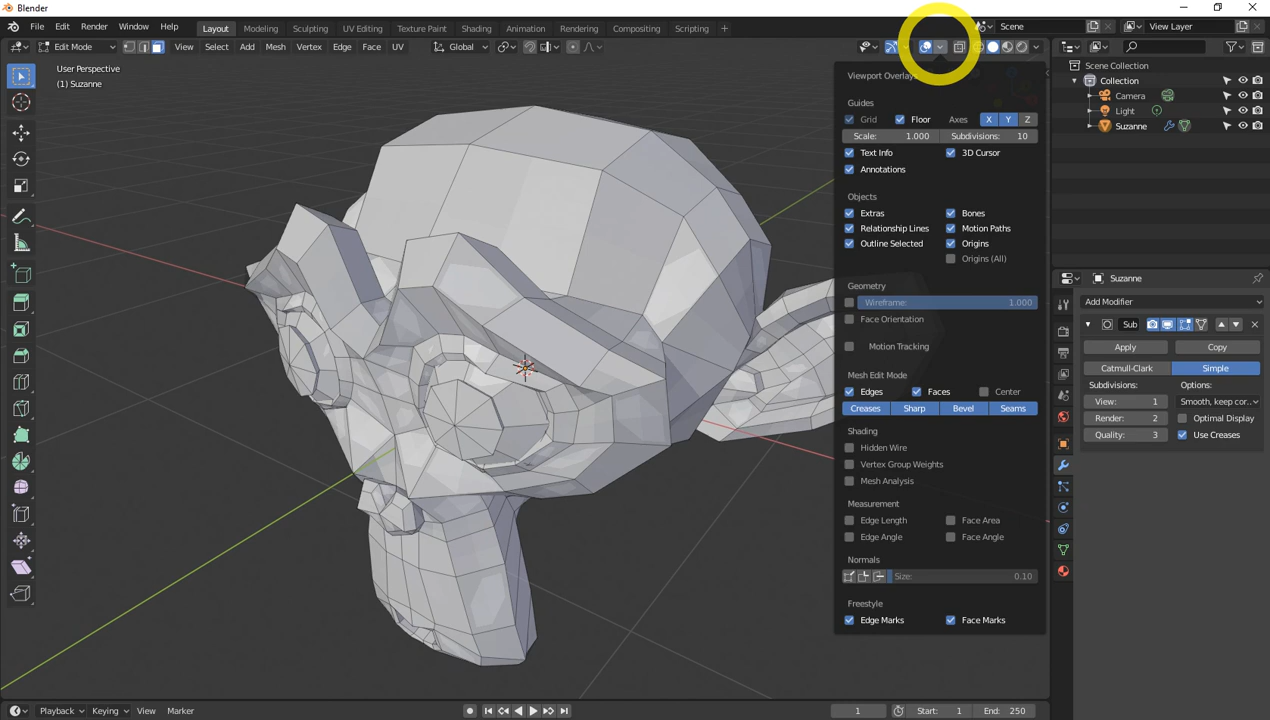 Blender
File Edit Render Window Help Layout Modeling Sculpting UV Editing Texture Paint Shading Animation Rendering Compositing Scripting + Scene View Layer
Edit Mode View Select Add Mesh Vertex Edge Face UV Global
User Perspective
(1) Suzanne
Viewport Overlays
Guides
Grid Floor Axes X Y Z
Scale: 1.000 Subdivisions: 10
Text Info 3D Cursor
Annotations
Objects
Extras Bones
Relationship Lines Motion Paths
Outline Selected Origins
Origins (All)
Geometry
Wireframe: 1.000
Face Orientation
Motion Tracking
Mesh Edit Mode
Edges Faces Center
Creases Sharp Bevel Seams
Shading
Hidden Wire
Vertex Group Weights
Mesh Analysis
Measurement
Edge Length Face Area
Edge Angle Face Angle
Normals
Size: 0.10
Freestyle
Edge Marks Face Marks
Scene Collection
Collection
Camera
Light
Suzanne
Suzanne
Add Modifier
Sub
Apply Copy
Catmull-Clark Simple
Subdivisions: Options:
View: 1 Smooth, keep cor..
Render: 2 Optimal Display
Quality: 3 Use Creases
Playback Keying View Marker 1 Start: 1 End: 250